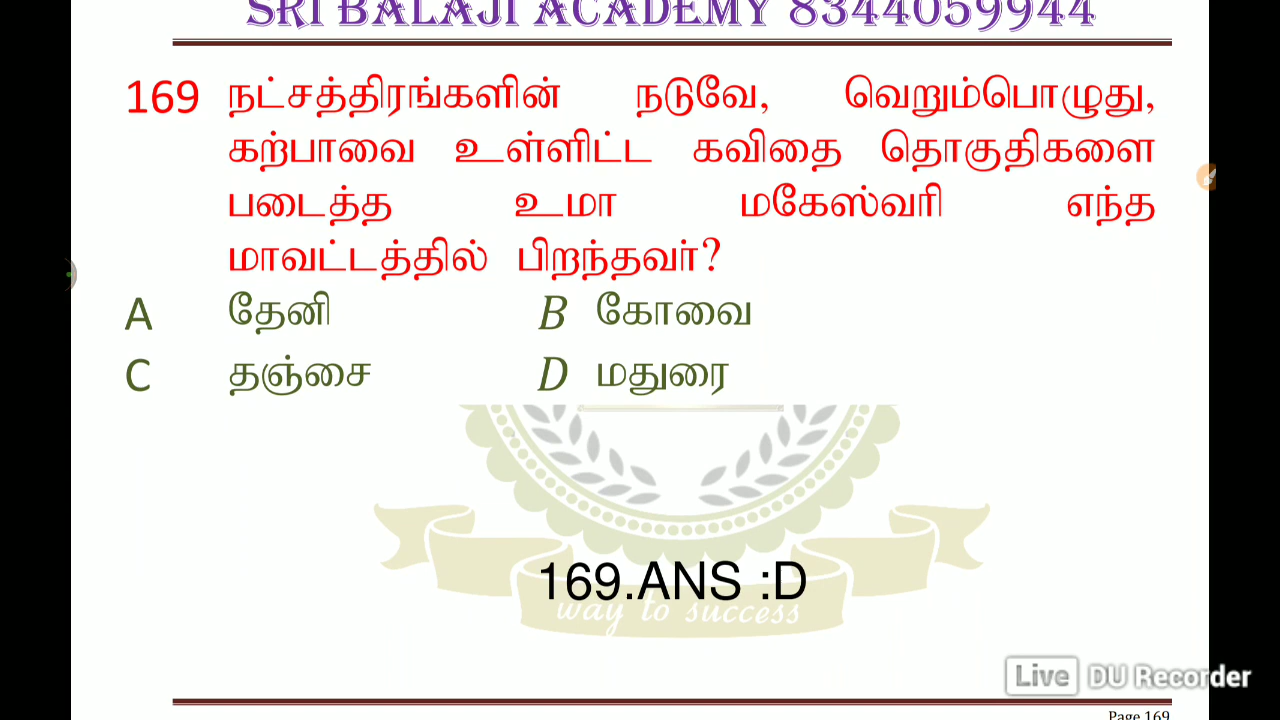 SRI BALAJI ACADEMY 8344059944
169 நட்சத்திரங்களின் நடுவே, வெறும்பொழுது,
கற்பாவை உள்ளிட்ட கவிதை தொகுதிகளை
படைத்த உமா மகேஸ்வரி எந்த
மாவட்டத்தில் பிறந்தவர்?
A தேனி B கோவை
C தஞ்சை D மதுரை
169.ANS :D
way to success
Live DU Recorder
Page 169